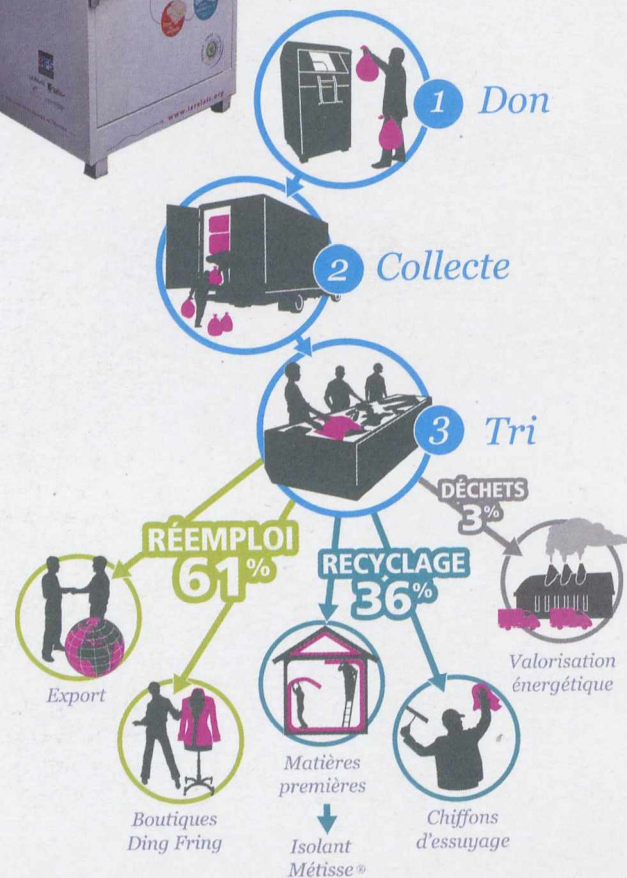 www.lerelais.org
1 Don
2 Collecte
3 Tri
RÉEMPLOI
61%
RECYCLAGE
36%
DÉCHETS
3%
Export
Boutiques
Ding Fring
Matières
premières
Isolant
Métisse®
Chiffons
d'essuyage
Valorisation
énergétique